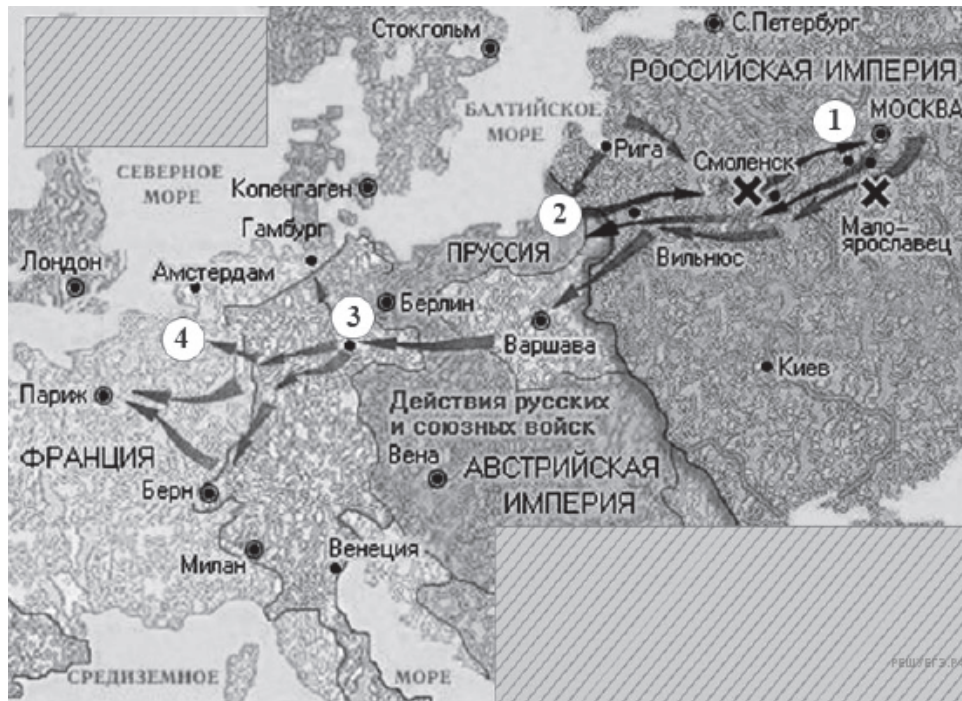 Стокгольм
С.Петербург
РОССИЙСКАЯ ИМПЕРИЯ
БАЛТИЙСКОЕ
МОРЕ
1
МОСКВА
Рига
Смоленск
СЕВЕРНОЕ
МОРЕ
Копенгаген
2
Мало-
ярославец
Гамбург
ПРУССИЯ
Вильнюс
Лондон
Амстердам
Берлин
3
4
Варшава
Киев
Париж
Действия русских
и союзных войск
ФРАНЦИЯ
Вена
АВСТРИЙСКАЯ
ИМПЕРИЯ
Берн
Милан
Венеция
СРЕДИЗЕМНОЕ
МОРЕ
РЕШУЕГЭ.РФ